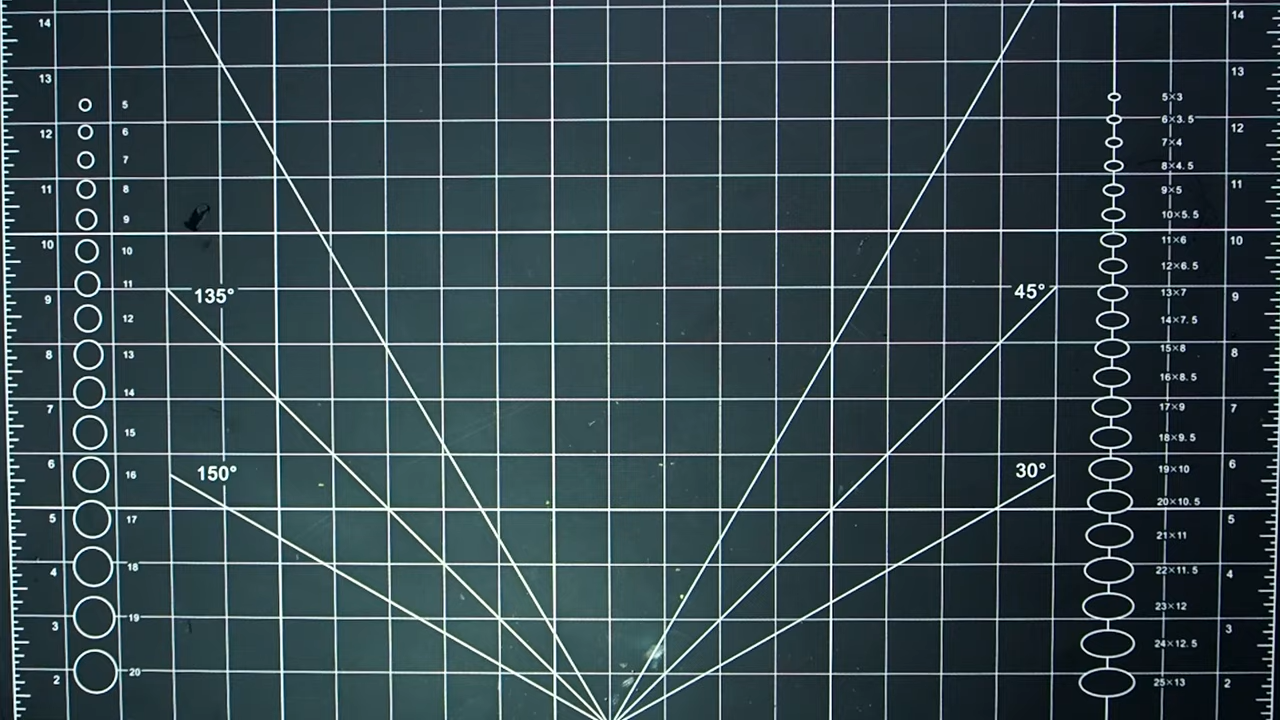 14 14
13 13
5 5×3
12 6 6×3.5 12
7 7×4
11 8 8×4.5 11
9 9×5
10 10×5.5 10
10 11×6
11 12×6.5
9 135° 45° 13×7 9
12 14×7.5
8 13 15×8 8
14 16×8.5
7 15 17×9 7
18×9.5
6 150° 16 30° 19×10 6
20×10.5
5 17 21×11 5
4 18 22×11.5 4
3 19 23×12 3
24×12.5
2 20 25×13 2